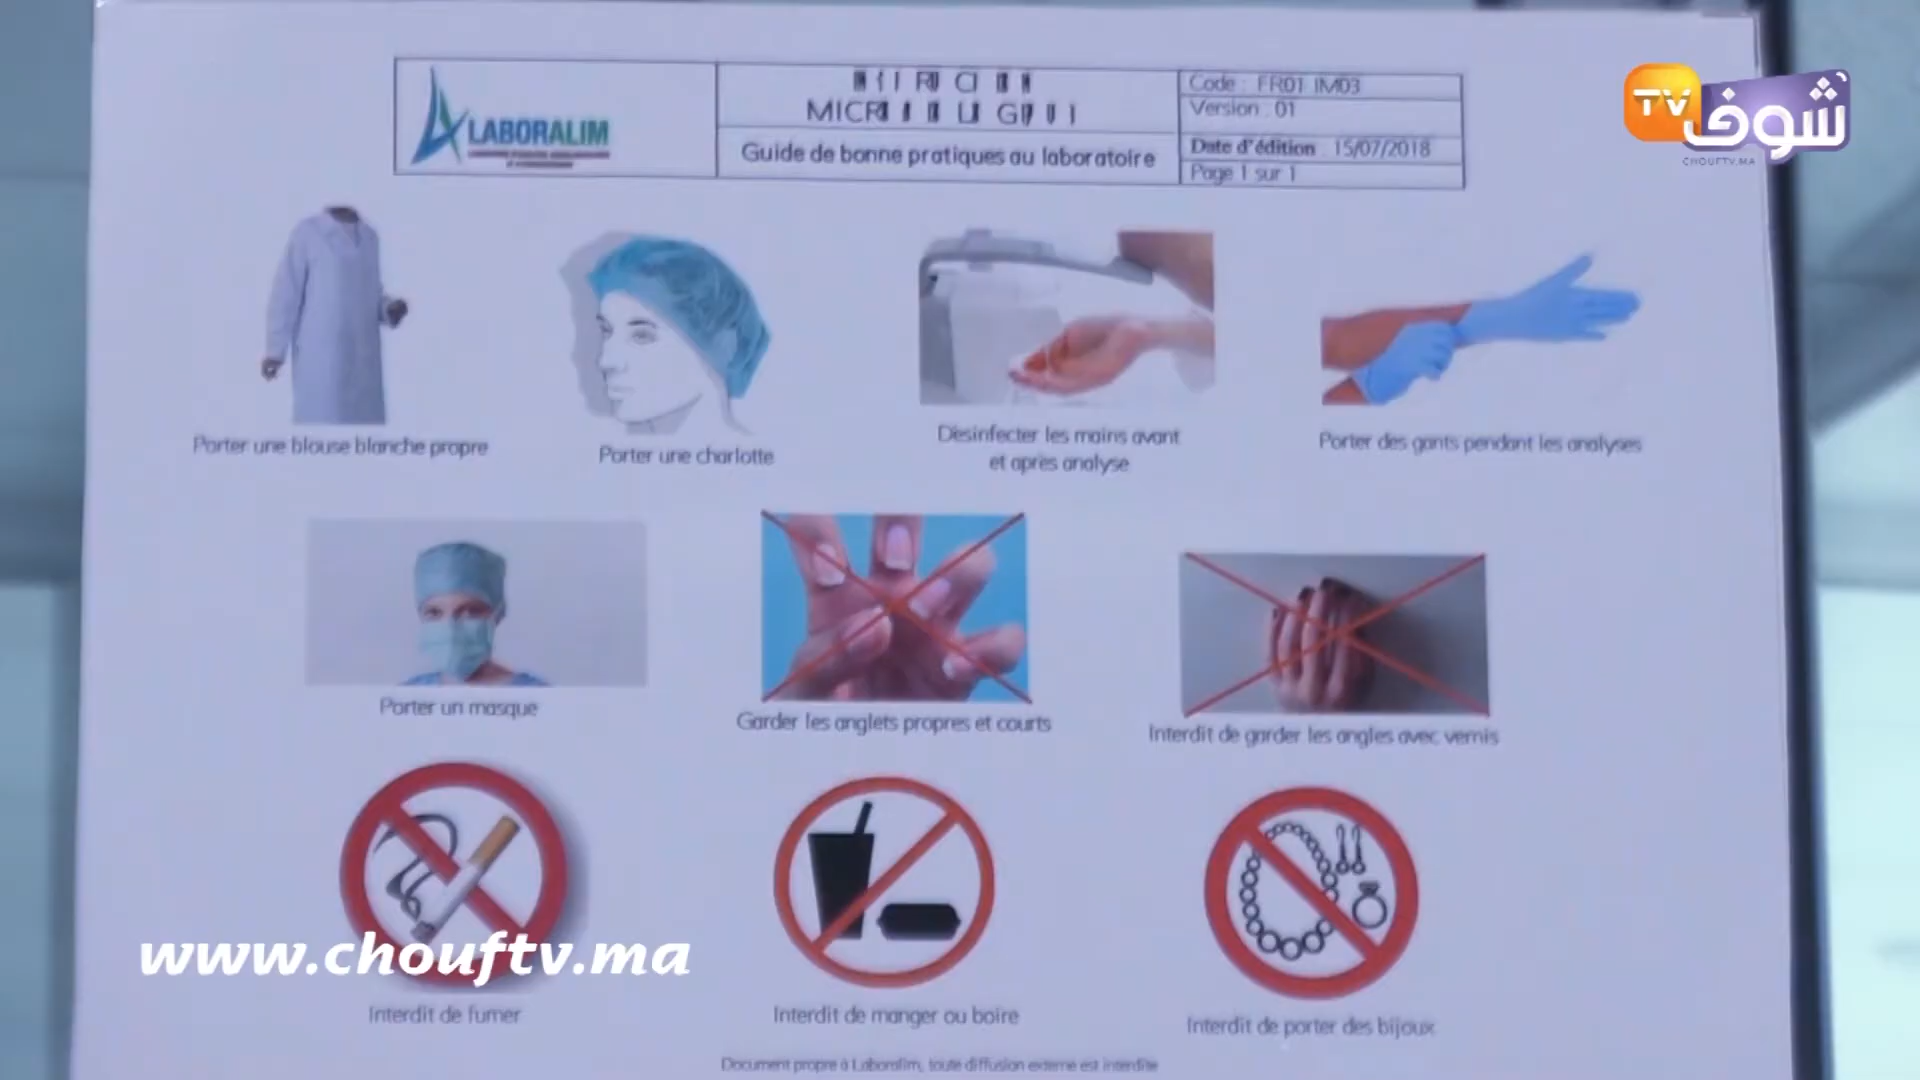 LABORALIM
Guide de bonne pratiques au laboratoire
Code : FR01 IM03
Version : 01
Date d'édition : 15/07/2018
Page 1 sur 1
TV شوف
CHOUFTV.MA
Porter une blouse blanche propre
Porter une charlotte
Désinfecter les mains avant
et après analyse
Porter des gants pendant les analyses
Porter un masque
Garder les anglets propres et courts
Interdit de garder les angles avec vernis
www.chouftv.ma
Interdit de fumer
Interdit de manger ou boire
Interdit de porter des bijoux
Document propre à Laboralim, toute diffusion externe est interdite